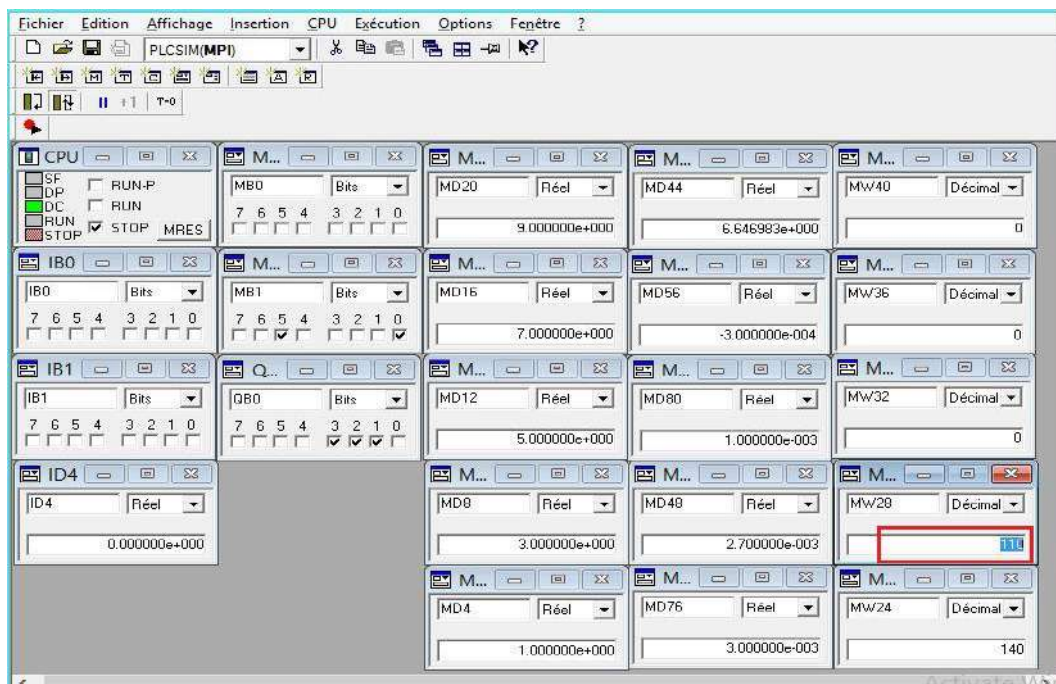 Fichier Edition Affichage Insertion CPU Exécution Options Fenêtre ?
PLCSIM(MPI)
+1 T=0
CPU M... M... M... M...
SF
DP
DC
RUN
STOP
RUN-P
RUN
STOP MRES
MB0 Bits
7 6 5 4 3 2 1 0
MD20 Réel
9.000000e+000
MD44 Réel
6.646983e+000
MW40 Décimal
0
IB0 M... M... M... M...
IB0 Bits
7 6 5 4 3 2 1 0
MB1 Bits
7 6 5 4 3 2 1 0
MD16 Réel
7.000000e+000
MD56 Réel
-3.000000e-004
MW36 Décimal
0
IB1 Q... M... M... M...
IB1 Bits
7 6 5 4 3 2 1 0
QB0 Bits
7 6 5 4 3 2 1 0
MD12 Réel
5.000000e+000
MD80 Réel
1.000000e-003
MW32 Décimal
0
ID4 M... M... M...
ID4 Réel
0.000000e+000
MD8 Réel
3.000000e+000
MD48 Réel
2.700000e-003
MW28 Décimal
110
M... M... M...
MD4 Réel
1.000000e+000
MD76 Réel
3.000000e-003
MW24 Décimal
140